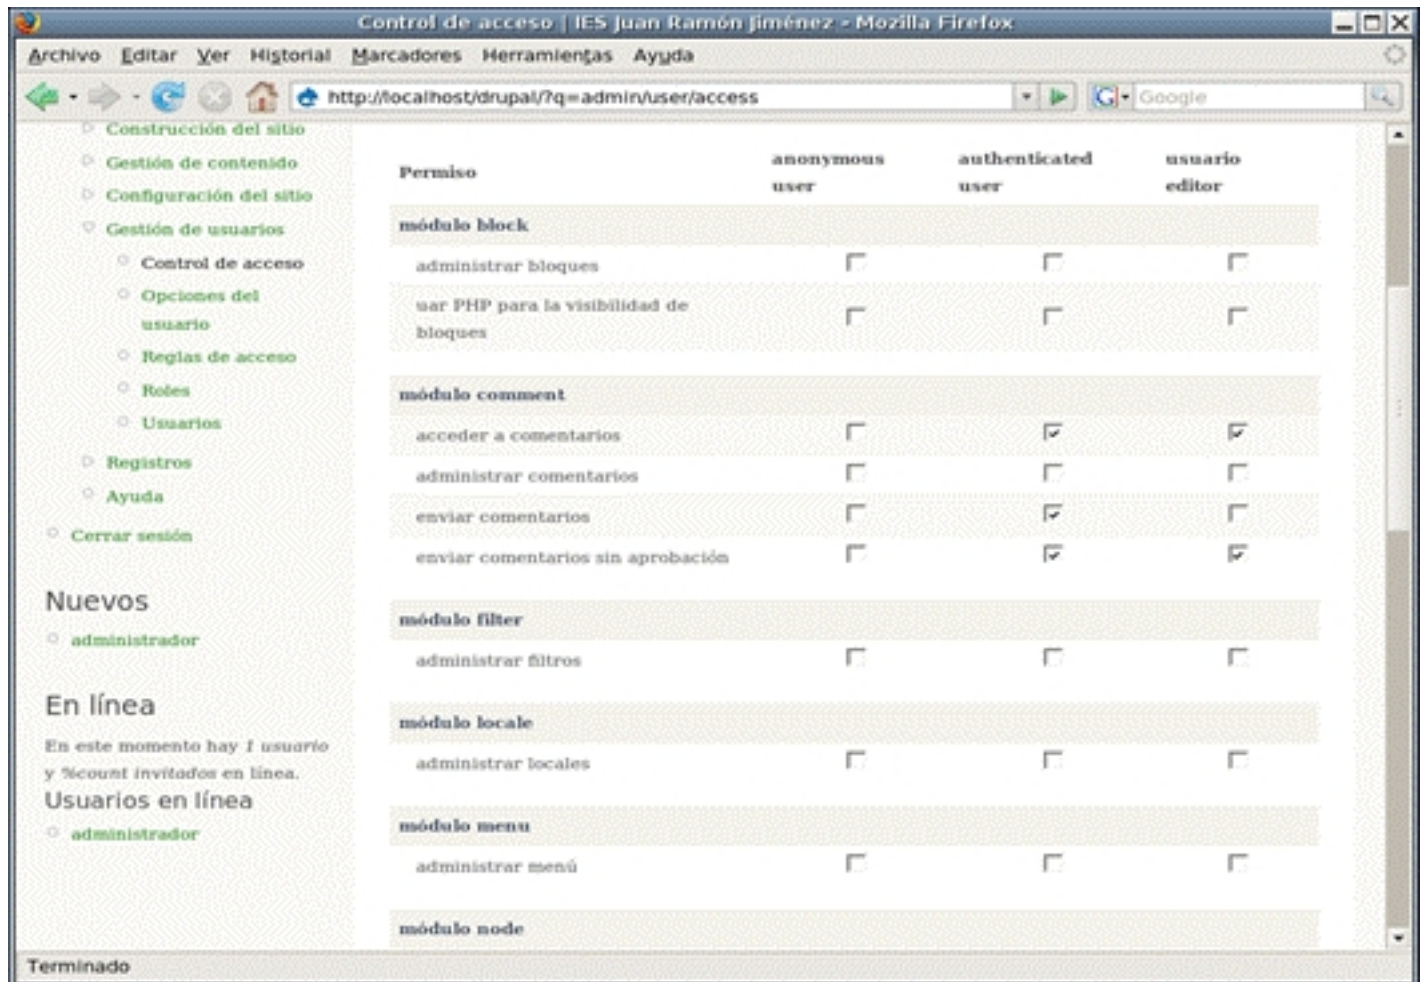 Control de acceso | IES Juan Ramón Jiménez - Mozilla Firefox
Archivo Editar Ver Historial Marcadores Herramientas Ayuda
http://localhost/drupal/?q=admin/user/access
Google
Construcción del sitio
Gestión de contenido
Configuración del sitio
Gestión de usuarios
Control de acceso
Opciones del
usuario
Reglas de acceso
Roles
Usuarios
Registros
Ayuda
Cerrar sesión
Nuevos
administrador
En línea
En este momento hay 1 usuario
y %count invitados en línea.
Usuarios en línea
administrador
Permiso
anonymous
user
authenticated
user
usuario
editor
módulo block
administrar bloques
uar PHP para la visibilidad de
bloques
módulo comment
acceder a comentarios
administrar comentarios
enviar comentarios
enviar comentarios sin aprobación
módulo filter
administrar filtros
módulo locale
administrar locales
módulo menu
administrar menú
módulo node
Terminado